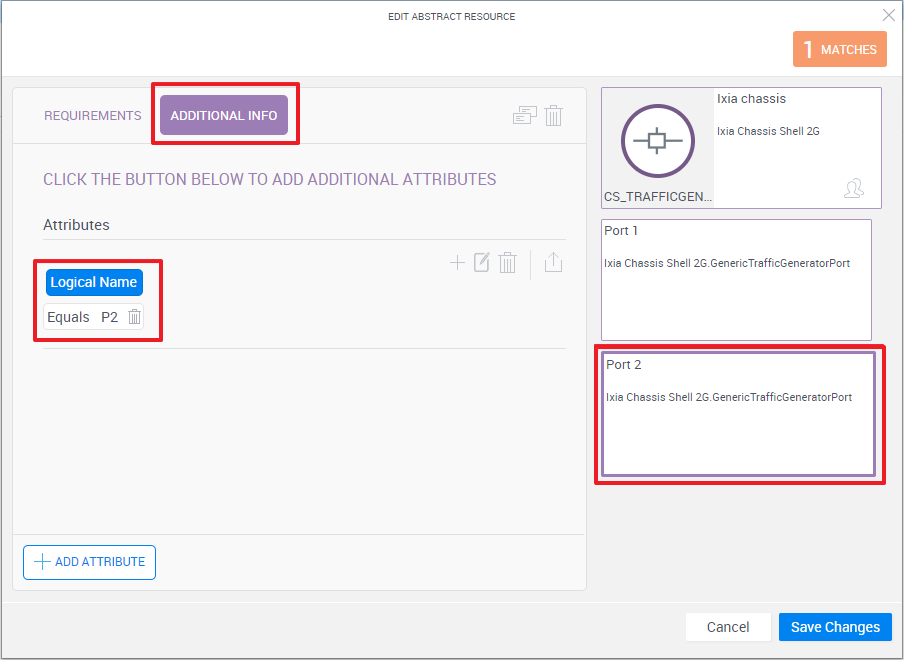 EDIT ABSTRACT RESOURCE
1 MATCHES
REQUIREMENTS
ADDITIONAL INFO
CLICK THE BUTTON BELOW TO ADD ADDITIONAL ATTRIBUTES
Attributes
Logical Name
Equals P2
ADD ATTRIBUTE
Ixia chassis
Ixia Chassis Shell 2G
CS_TRAFFICGEN...
Port 1
Ixia Chassis Shell 2G.GenericTrafficGeneratorPort
Port 2
Ixia Chassis Shell 2G.GenericTrafficGeneratorPort
Cancel
Save Changes